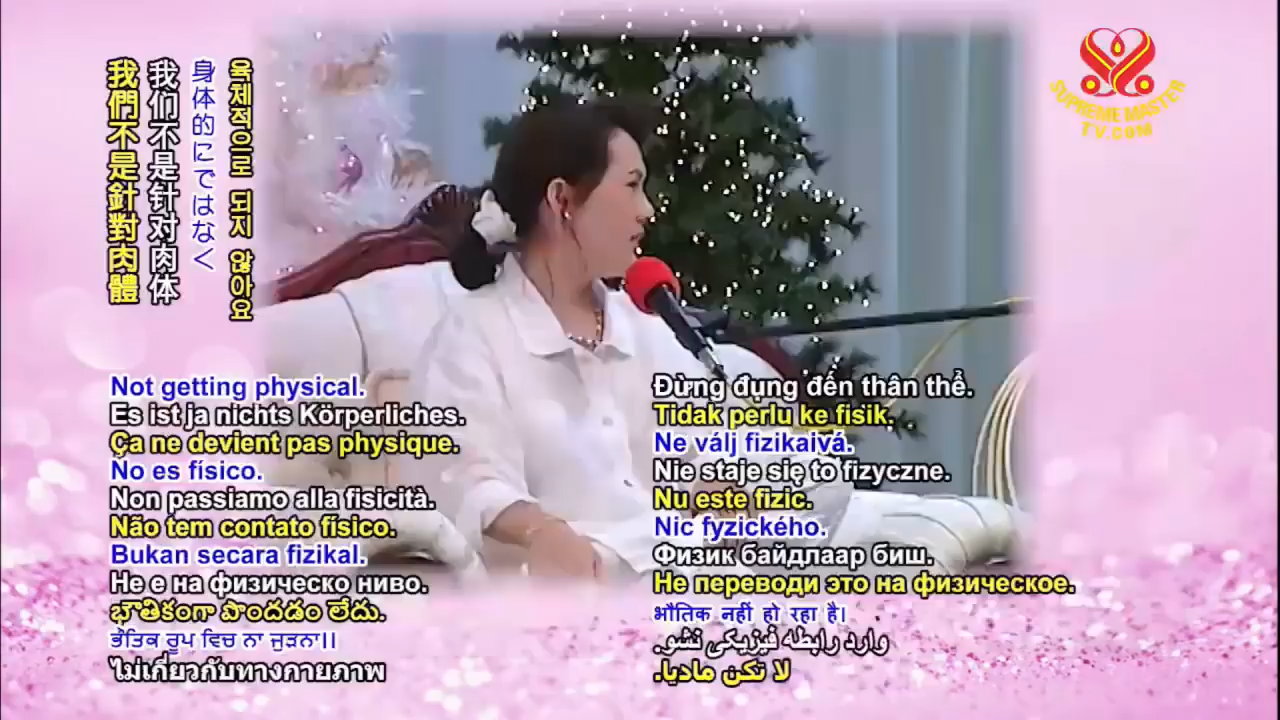 我們不是針對肉體
我们不是针对肉体
身体的にではなく
육체적으로 되지 않아요
SUPREME MASTER
TV.COM
Not getting physical.
Es ist ja nichts Körperliches.
Ça ne devient pas physique.
No es físico.
Non passiamo alla fisicità.
Não tem contato físico.
Bukan secara fizikal.
Не е на физическо ниво.
భౌతికంగా పొందడం లేదు.
ਭੌਤਿਕ ਰੂਪ ਵਿਚ ਨਾ ਜੁੜਨਾ।।
ไม่เกี่ยวกับทางกายภาพ
Đừng đụng đến thân thể.
Tidak perlu ke fisik.
Ne válj fizikaivá.
Nie staje się to fizyczne.
Nu este fizic.
Nic fyzického.
Физик байдлаар биш.
Не переводи это на физическое.
भौतिक नहीं हो रहा है।
وارد رابطه فیزیکی نشو.
لا تكن ماديا.